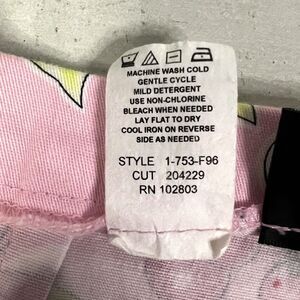 MACHINE WASH COLD
GENTLE CYCLE
MILD DETERGENT
USE NON-CHLORINE
BLEACH WHEN NEEDED
LAY FLAT TO DRY
COOL IRON ON REVERSE
SIDE AS NEEDED
STYLE 1-753-F96
CUT 204229
RN 102803